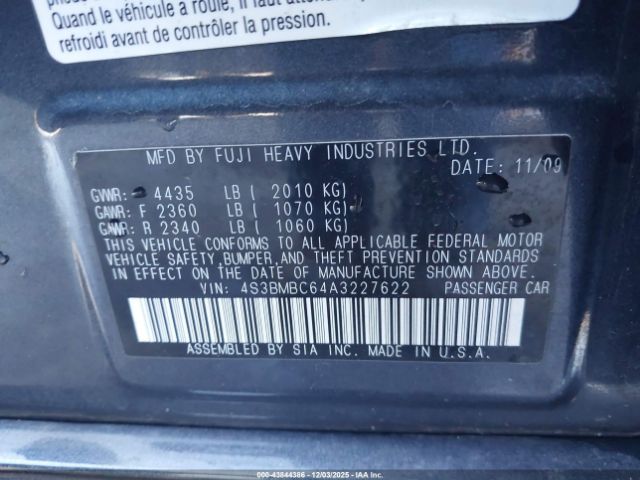 Quand le véhicule a roulé, il faut
refroidi avant de contrôler la pression.
MFD BY FUJI HEAVY INDUSTRIES LTD.
DATE: 11/09
GVWR: 4435 LB ( 2010 KG)
GAWR: F 2360 LB ( 1070 KG)
GAWR: R 2340 LB ( 1060 KG)
THIS VEHICLE CONFORMS TO ALL APPLICABLE FEDERAL MOTOR
VEHICLE SAFETY, BUMPER, AND THEFT PREVENTION STANDARDS
IN EFFECT ON THE DATE OF MANUFACTURE SHOWN ABOVE.
VIN: 4S3BMBC64A3227622 PASSENGER CAR
ASSEMBLED BY SIA INC. MADE IN U.S.A.
000-43844386 - 12/03/2025 - IAA, Inc.